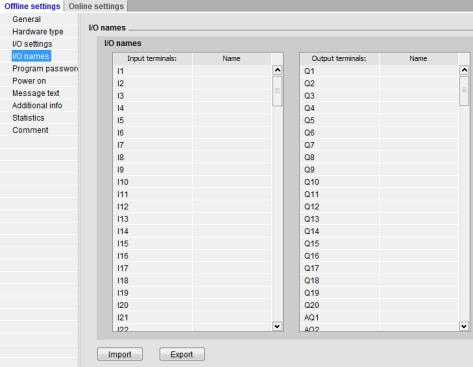 Offline settings Online settings
General
Hardware type
I/O settings
I/O names
Program password
Power on
Message text
Additional info
Statistics
Comment
I/O names
I/O names
Input terminals: Name
I1
I2
I3
I4
I5
I6
I7
I8
I9
I10
I11
I12
I13
I14
I15
I16
I17
I18
I19
I20
I21
I22
Output terminals: Name
Q1
Q2
Q3
Q4
Q5
Q6
Q7
Q8
Q9
Q10
Q11
Q12
Q13
Q14
Q15
Q16
Q17
Q18
Q19
Q20
AQ1
AQ2
Import Export